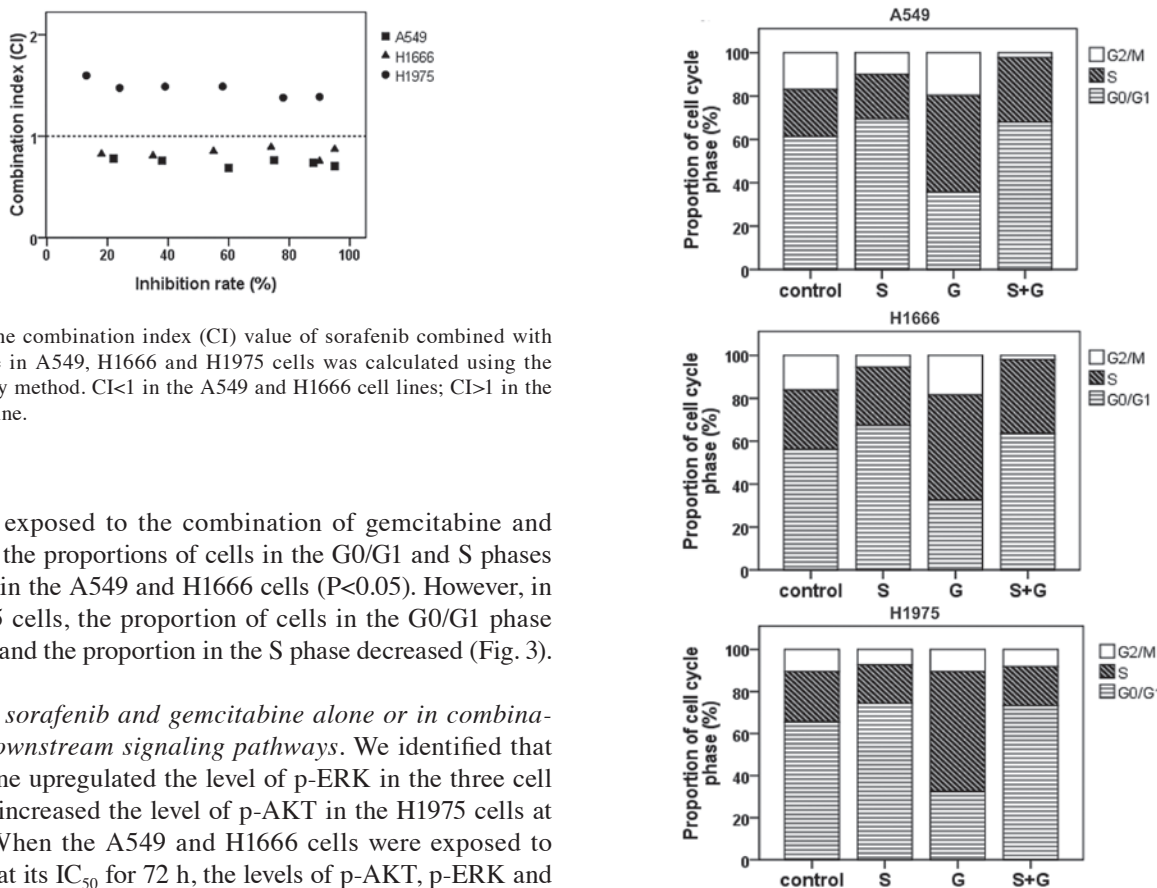 2
1
0
Combination index (CI)
0 20 40 60 80 100
Inhibition rate (%)
A549
H1666
H1975
he combination index (CI) value of sorafenib combined with
e in A549, H1666 and H1975 cells was calculated using the
y method. CI<1 in the A549 and H1666 cell lines; CI>1 in the
ine.
exposed to the combination of gemcitabine and
the proportions of cells in the G0/G1 and S phases
in the A549 and H1666 cells (P<0.05). However, in
5 cells, the proportion of cells in the G0/G1 phase
and the proportion in the S phase decreased (Fig. 3).
sorafenib and gemcitabine alone or in combina-
ownstream signaling pathways. We identified that
ne upregulated the level of p-ERK in the three cell
increased the level of p-AKT in the H1975 cells at
When the A549 and H1666 cells were exposed to
at its IC50 for 72 h, the levels of p-AKT, p-ERK and
A549
Proportion of cell cycle
phase (%)
100
80
60
40
20
0
control S G S+G
G2/M
S
G0/G1
H1666
Proportion of cell cycle
phase (%)
100
80
60
40
20
0
control S G S+G
G2/M
S
G0/G1
H1975
Proportion of cell cycle
phase (%)
100
80
60
40
20
0
control S G S+G
G2/M
S
G0/G1